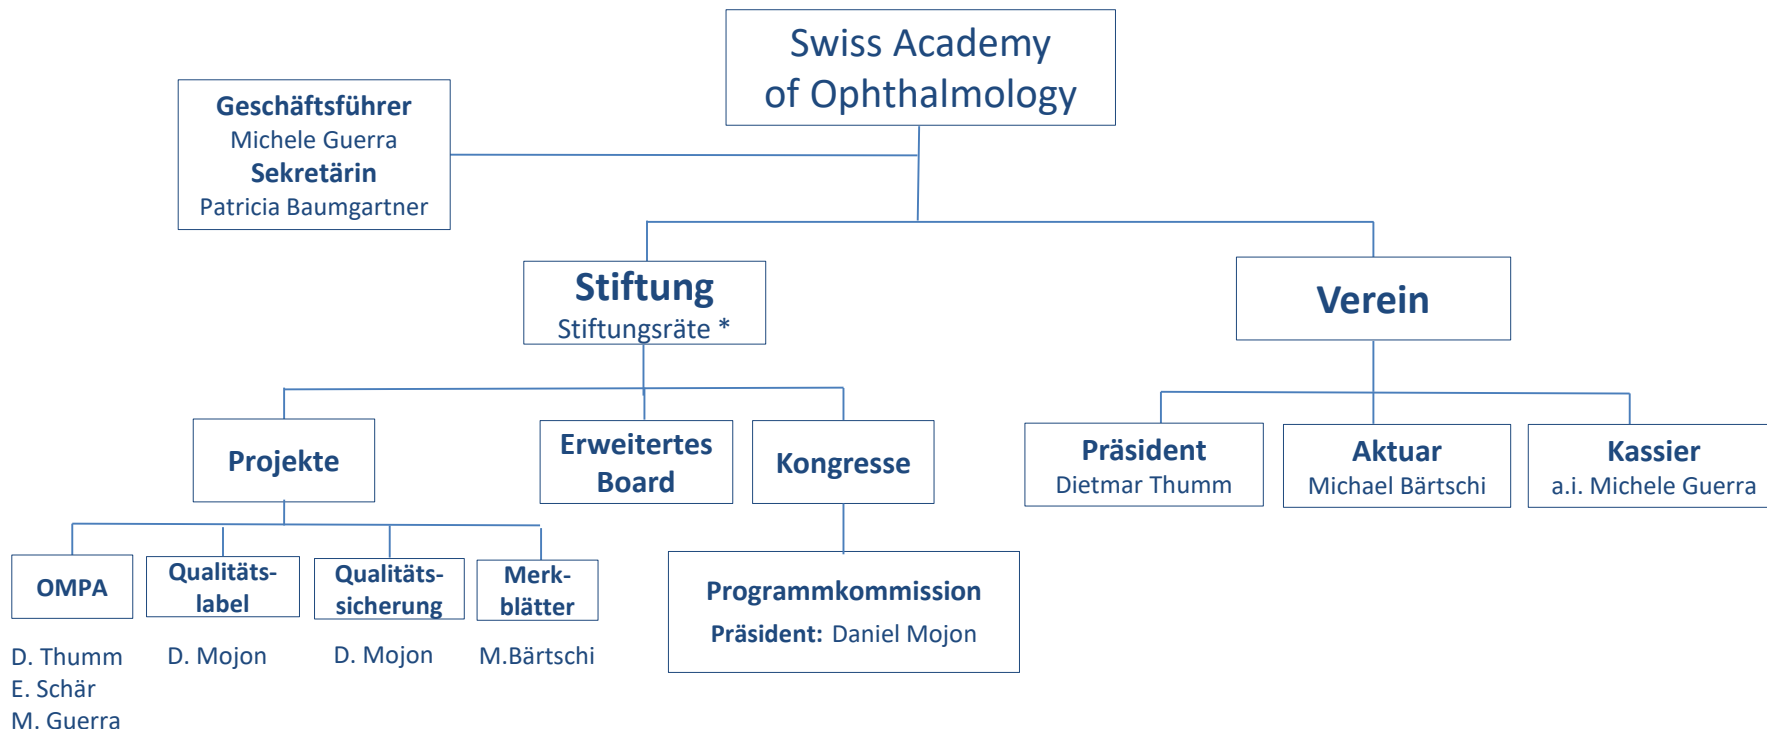 Swiss Academy
of Ophthalmology
Geschäftsführer
Michele Guerra
Sekretärin
Patricia Baumgartner
Stiftung
Stiftungsräte *
Verein
Projekte
Erweitertes
Board
Kongresse
Präsident
Dietmar Thumm
Aktuar
Michael Bärtschi
Kassier
a.i. Michele Guerra
OMPA
Qualitäts-
label
Qualitäts-
sicherung
Merk-
blätter
Programmkommission
Präsident: Daniel Mojon
D. Thumm
E. Schär
M. Guerra
D. Mojon
D. Mojon
M.Bärtschi